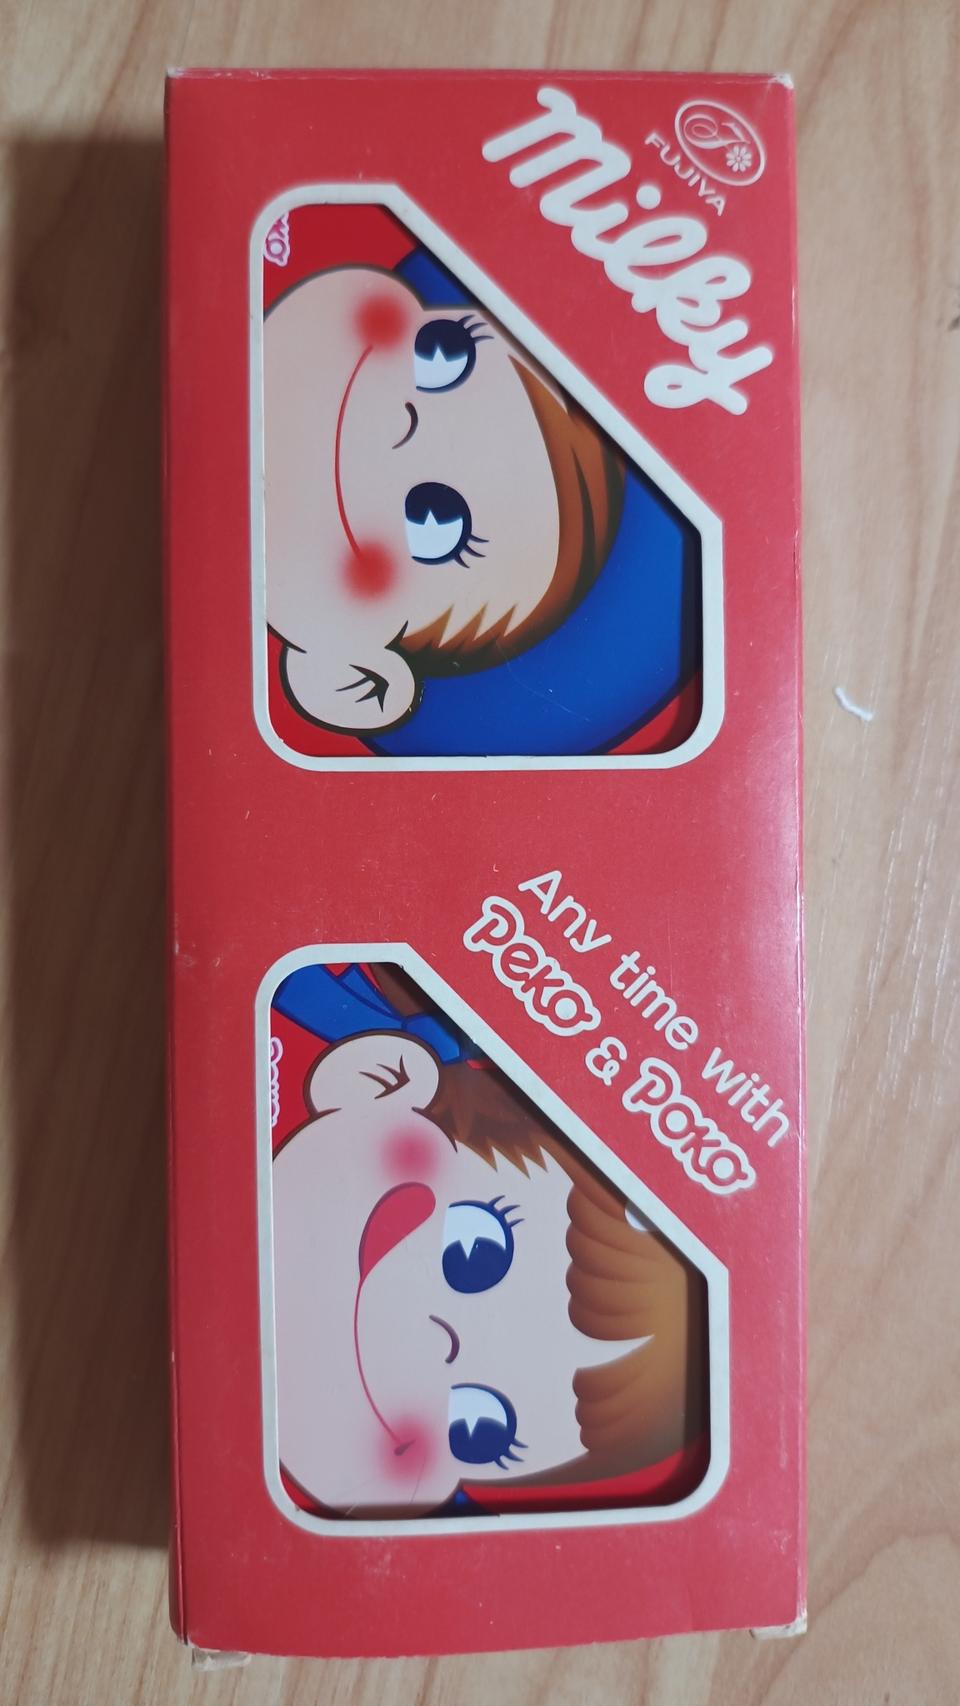 FUJIYA
Milky
Any time with
Peko & Poko